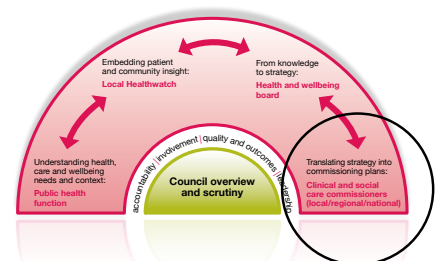 Embedding patient
and community insight:
Local Healthwatch
From knowledge
to strategy:
Health and wellbeing
board
Understanding health,
care and wellbeing
needs and context:
Public health
function
accountability | involvement | quality and outcomes | leadership
Council overview
and scrutiny
Translating strategy into
commissioning plans:
Clinical and social
care commissioners
(local/regional/national)